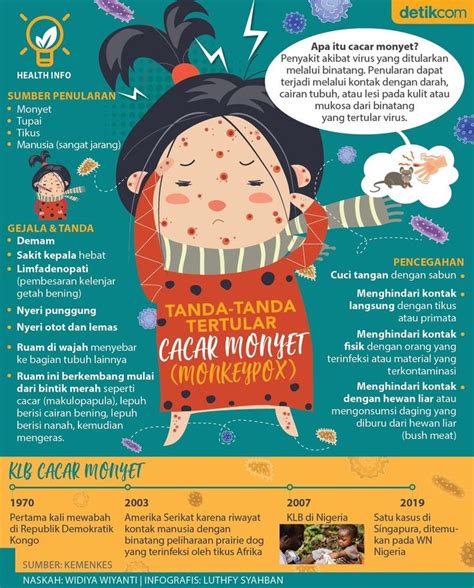 detikcom
HEALTH INFO
Apa itu cacar monyet?
Penyakit akibat virus yang ditularkan
melalui binatang. Penularan dapat
terjadi melalui kontak dengan darah,
cairan tubuh, atau lesi pada kulit atau
mukosa dari binatang
yang tertular virus.
SUMBER PENULARAN
• Monyet
• Tupai
• Tikus
• Manusia (sangat jarang)
GEJALA & TANDA
• Demam
• Sakit kepala hebat
• Limfadenopati
(pembesaran kelenjar
getah bening)
• Nyeri punggung
• Nyeri otot dan lemas
• Ruam di wajah menyebar
ke bagian tubuh lainnya
• Ruam ini berkembang mulai
dari bintik merah seperti
cacar (makulopapula), lepuh
berisi cairan bening, lepuh
berisi nanah, kemudian
mengeras.
TANDA-TANDA
TERTULAR
CACAR MONYET
(MONKEYPOX)
PENCEGAHAN
Cuci tangan dengan sabun •
Menghindari kontak •
langsung dengan tikus
atau primata
Menghindari kontak •
fisik dengan orang yang
terinfeksi atau material yang
terkontaminasi
Menghindari kontak •
dengan hewan liar atau
mengonsumsi daging yang
diburu dari hewan liar
(bush meat)
KLB CACAR MONYET
1970
Pertama kali mewabah
di Republik Demokratik
Kongo
2003
Amerika Serikat karena riwayat
kontak manusia dengan
binatang peliharaan prairie dog
yang terinfeksi oleh tikus Afrika
2007
KLB di Nigeria
2019
Satu kasus di
Singapura, ditemu-
kan pada WN
Nigeria
SUMBER: KEMENKES
NASKAH: WIDIYA WIYANTI | INFOGRAFIS: LUTHFY SYAHBAN